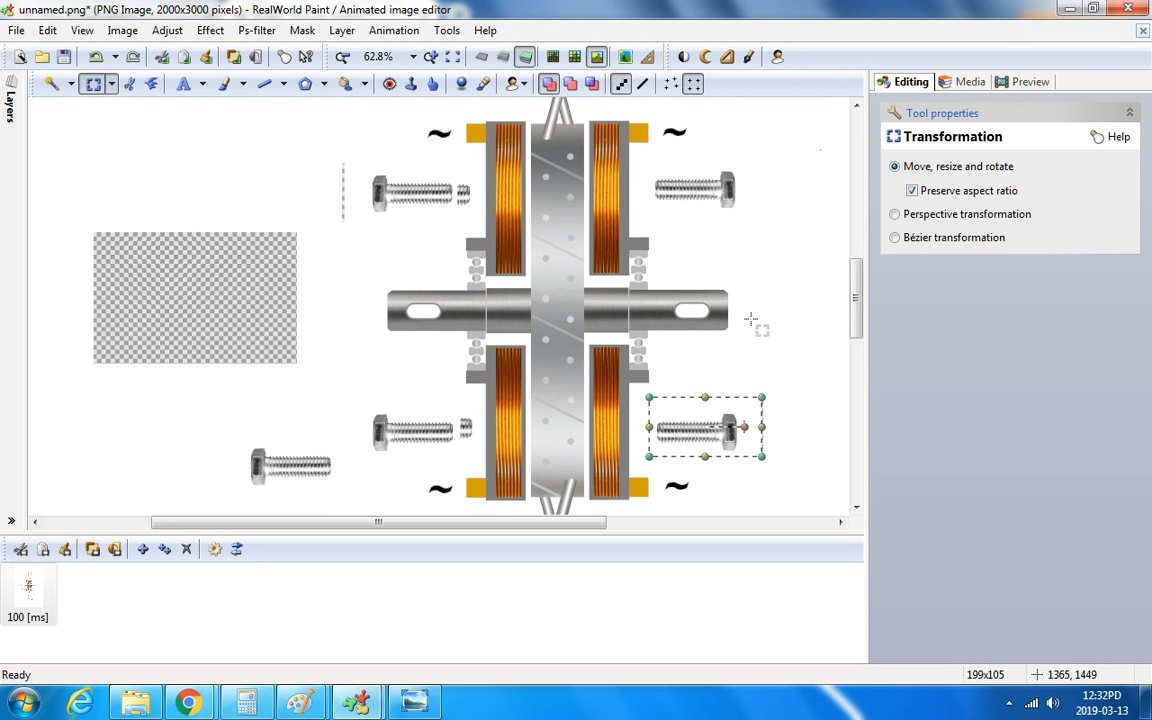 unnamed.png* (PNG Image, 2000x3000 pixels) - RealWorld Paint / Animated image editor
File Edit View Image Adjust Effect Ps-filter Mask Layer Animation Tools Help
62.8%
Layers
Editing Media Preview
Tool properties
Transformation Help
Move, resize and rotate
Preserve aspect ratio
Perspective transformation
Bézier transformation
~ ~
~ ~
100 [ms]
Ready 199x105 1365, 1449
12:32PD
2019-03-13